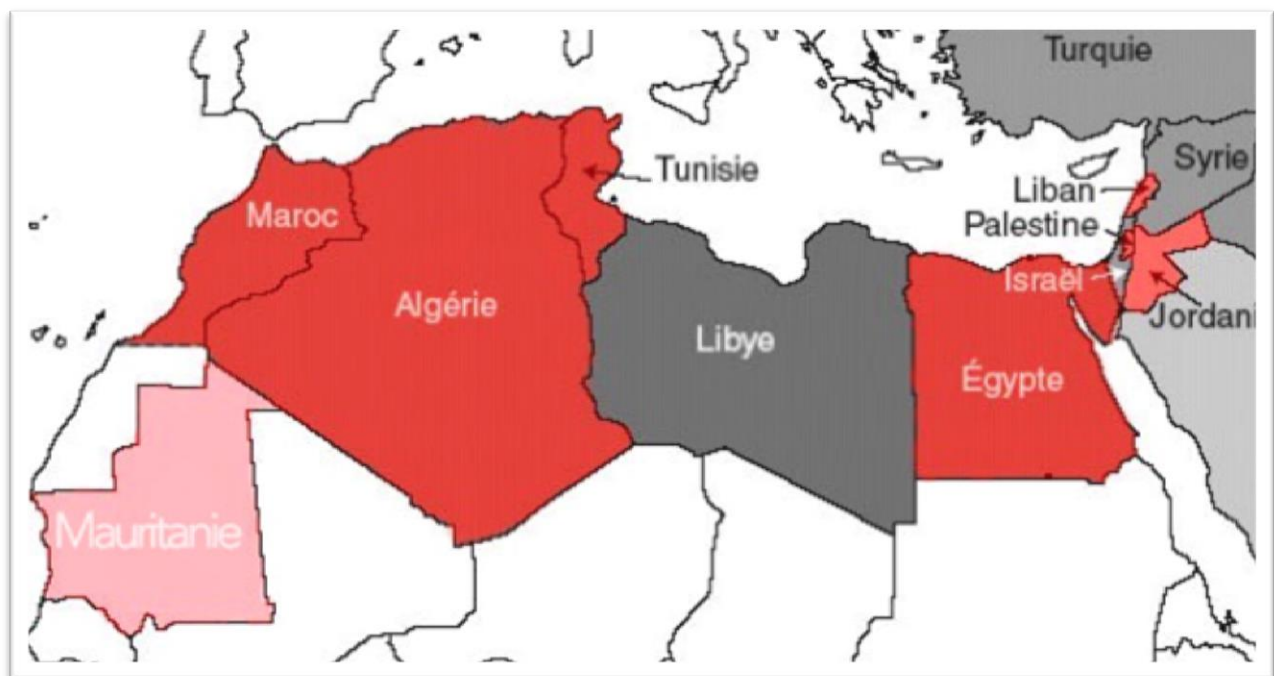 Turquie
Syrie
Tunisie
Liban
Maroc
Palestine
Israël
Algérie
Jordani
Libye
Égypte
Mauritanie